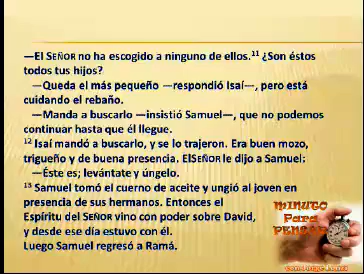 —El SEÑOR no ha escogido a ninguno de ellos.¹¹ ¿Son éstos
todos tus hijos?
—Queda el más pequeño —respondió Isaí—, pero está
cuidando el rebaño.
—Manda a buscarlo —insistió Samuel—, que no podemos
continuar hasta que él llegue.
¹² Isaí mandó a buscarlo, y se lo trajeron. Era buen mozo,
trigueño y de buena presencia. ElSEÑOR le dijo a Samuel:
—Éste es; levántate y úngelo.
¹³ Samuel tomó el cuerno de aceite y ungió al joven en
presencia de sus hermanos. Entonces el
Espíritu del SEÑOR vino con poder sobre David,
y desde ese día estuvo con él.
Luego Samuel regresó a Ramá.
MINUTO
Para
PENSAR